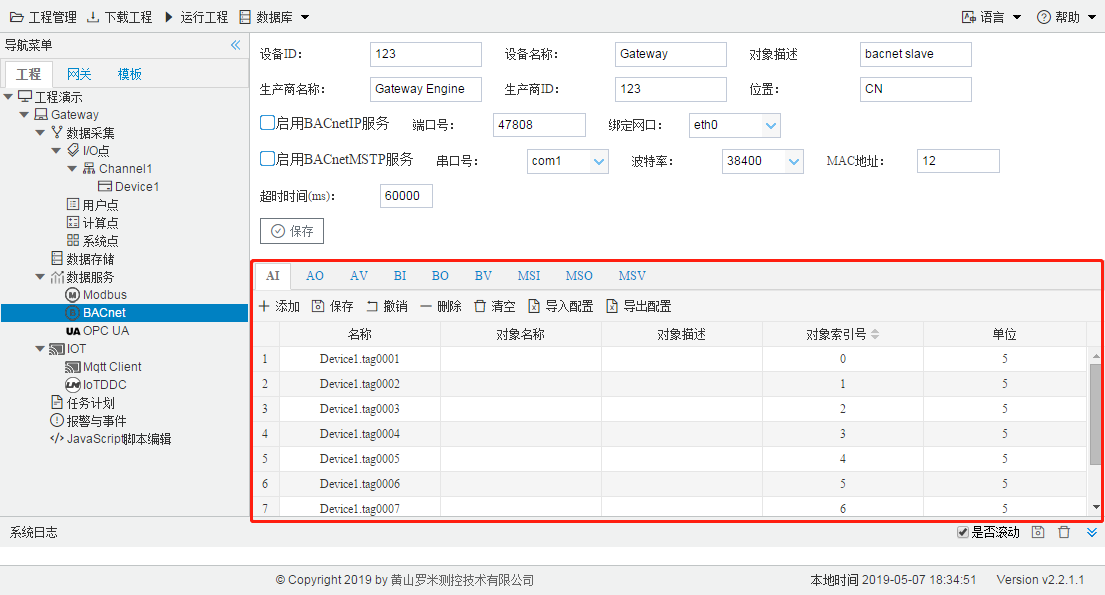 工程管理 下载工程 运行工程 数据库 语言 帮助
导航菜单
工程 网关 模板
工程演示
Gateway
数据采集
I/O点
Channel1
Device1
用户点
计算点
系统点
数据存储
数据服务
Modbus
BACnet
OPC UA
IOT
Mqtt Client
IoTDDC
任务计划
报警与事件
JavaScript脚本编辑
设备ID: 123 设备名称: Gateway 对象描述 bacnet slave
生产商名称: Gateway Engine 生产商ID: 123 位置: CN
启用BACnetIP服务 端口号: 47808 绑定网口: eth0
启用BACnetMSTP服务 串口号: com1 波特率: 38400 MAC地址: 12
超时时间(ms): 60000
保存
AI AO AV BI BO BV MSI MSO MSV
添加 保存 撤销 删除 清空 导入配置 导出配置
名称 对象名称 对象描述 对象索引号 单位
1 Device1.tag0001 0 5
2 Device1.tag0002 1 5
3 Device1.tag0003 2 5
4 Device1.tag0004 3 5
5 Device1.tag0005 4 5
6 Device1.tag0006 5 5
7 Device1.tag0007 6 5
系统日志 是否滚动
© Copyright 2019 by 黄山罗米测控技术有限公司 本地时间 2019-05-07 18:34:51 Version v2.2.1.1